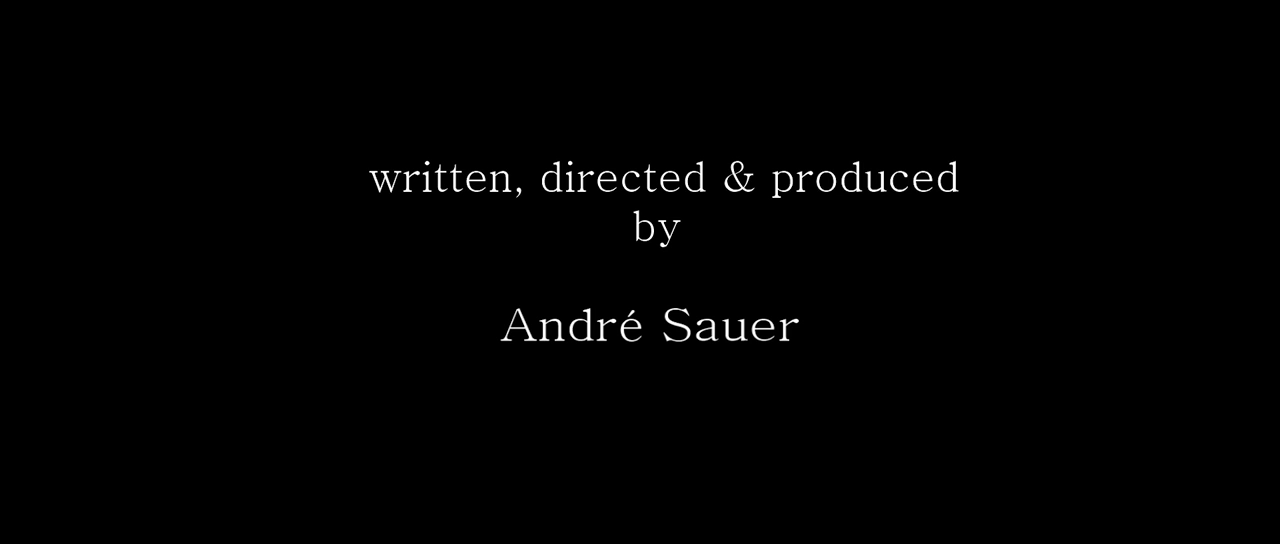 written, directed & produced
by
André Sauer